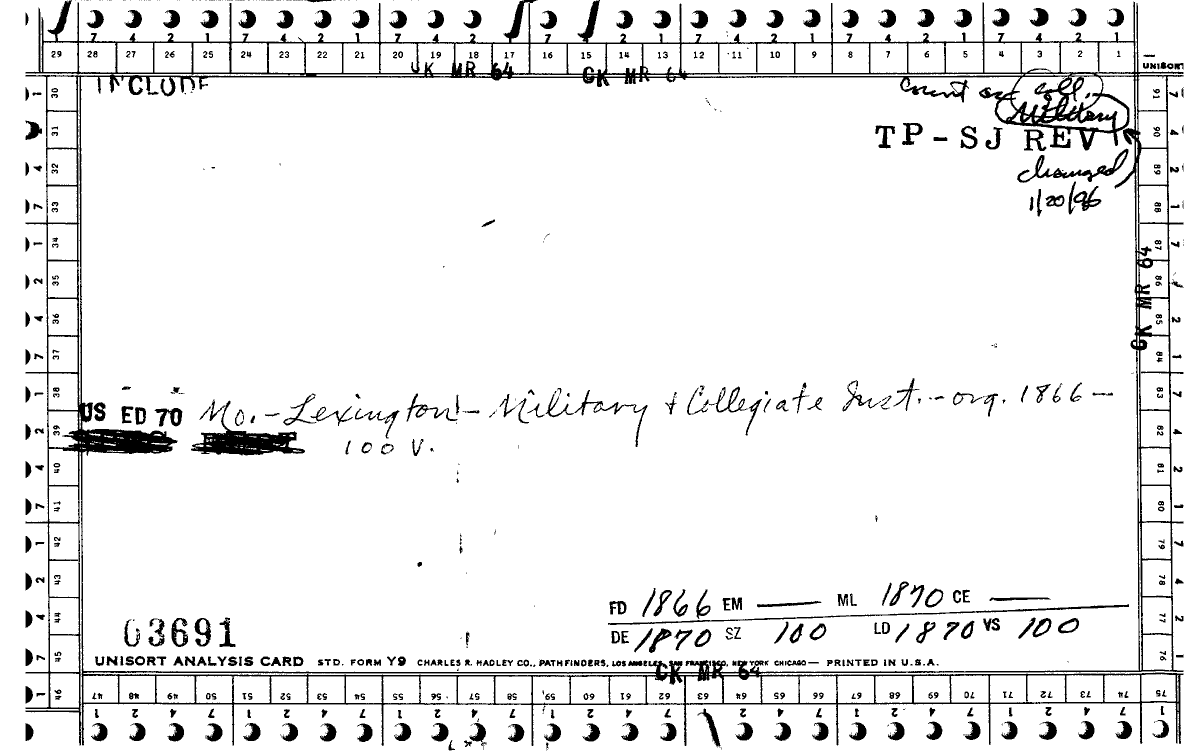 7 4 2 1 7 4 2 1 7 4 2 1 7 4 2 1 7 4 2 1 7 4 2 1 7 4 2 1
29 28 27 26 25 24 23 22 21 20 19 18 17 16 15 14 13 12 11 10 9 8 7 6 5 4 3 2 1
UNISORT
CK MR 64 CK MR 64
INCLUDE
count as coll.
Military
TP-SJ REV
changed
1/20/96
CK MR 64
US ED 70 Mo. - Lexington - Military & Collegiate Inst. - org. 1866 -
100 V.
FD 1866 EM — ML 1870 CE —
DE 1870 SZ 100 LD 1870 VS 100
03691
UNISORT ANALYSIS CARD STD. FORM Y9 CHARLES R. HADLEY CO., PATHFINDERS, LOS ANGELES, SAN FRANCISCO, NEW YORK CHICAGO — PRINTED IN U.S.A.
CK MR 64
30 31 32 33 34 35 36 37 38 39 40 41 42 43 44 45 46
91 90 89 88 87 86 85 84 83 82 81 80 79 78 77 76 75
47 48 49 50 51 52 53 54 55 56 57 58 59 60 61 62 63 64 65 66 67 68 69 70 71 72 73 74
1 2 4 7 1 2 4 7 1 2 4 7 1 2 4 7 1 2 4 7 1 2 4 7 1 2 4 7